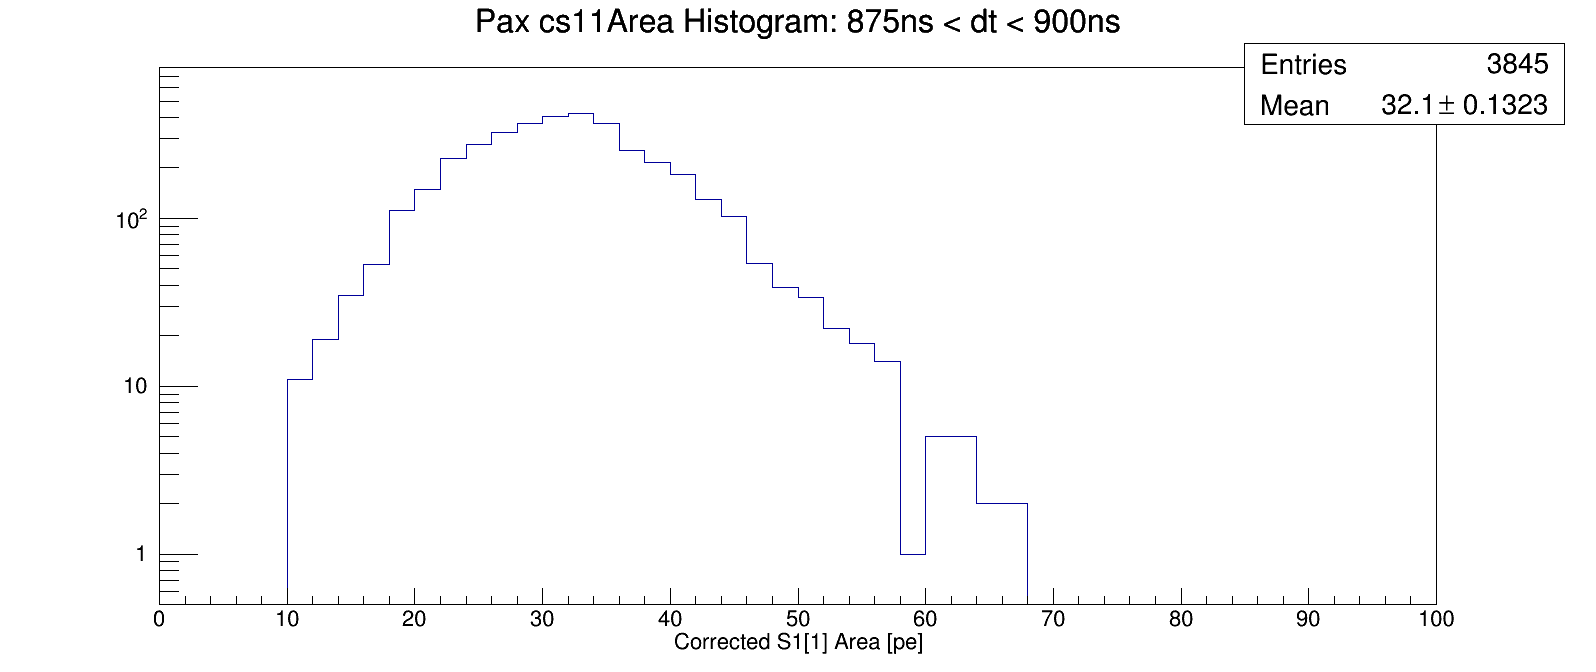 Pax cs11Area Histogram: 875ns < dt < 900ns
Entries 3845
Mean 32.1± 0.1323
10²
10
1
0 10 20 30 40 50 60 70 80 90 100
Corrected S1[1] Area [pe]